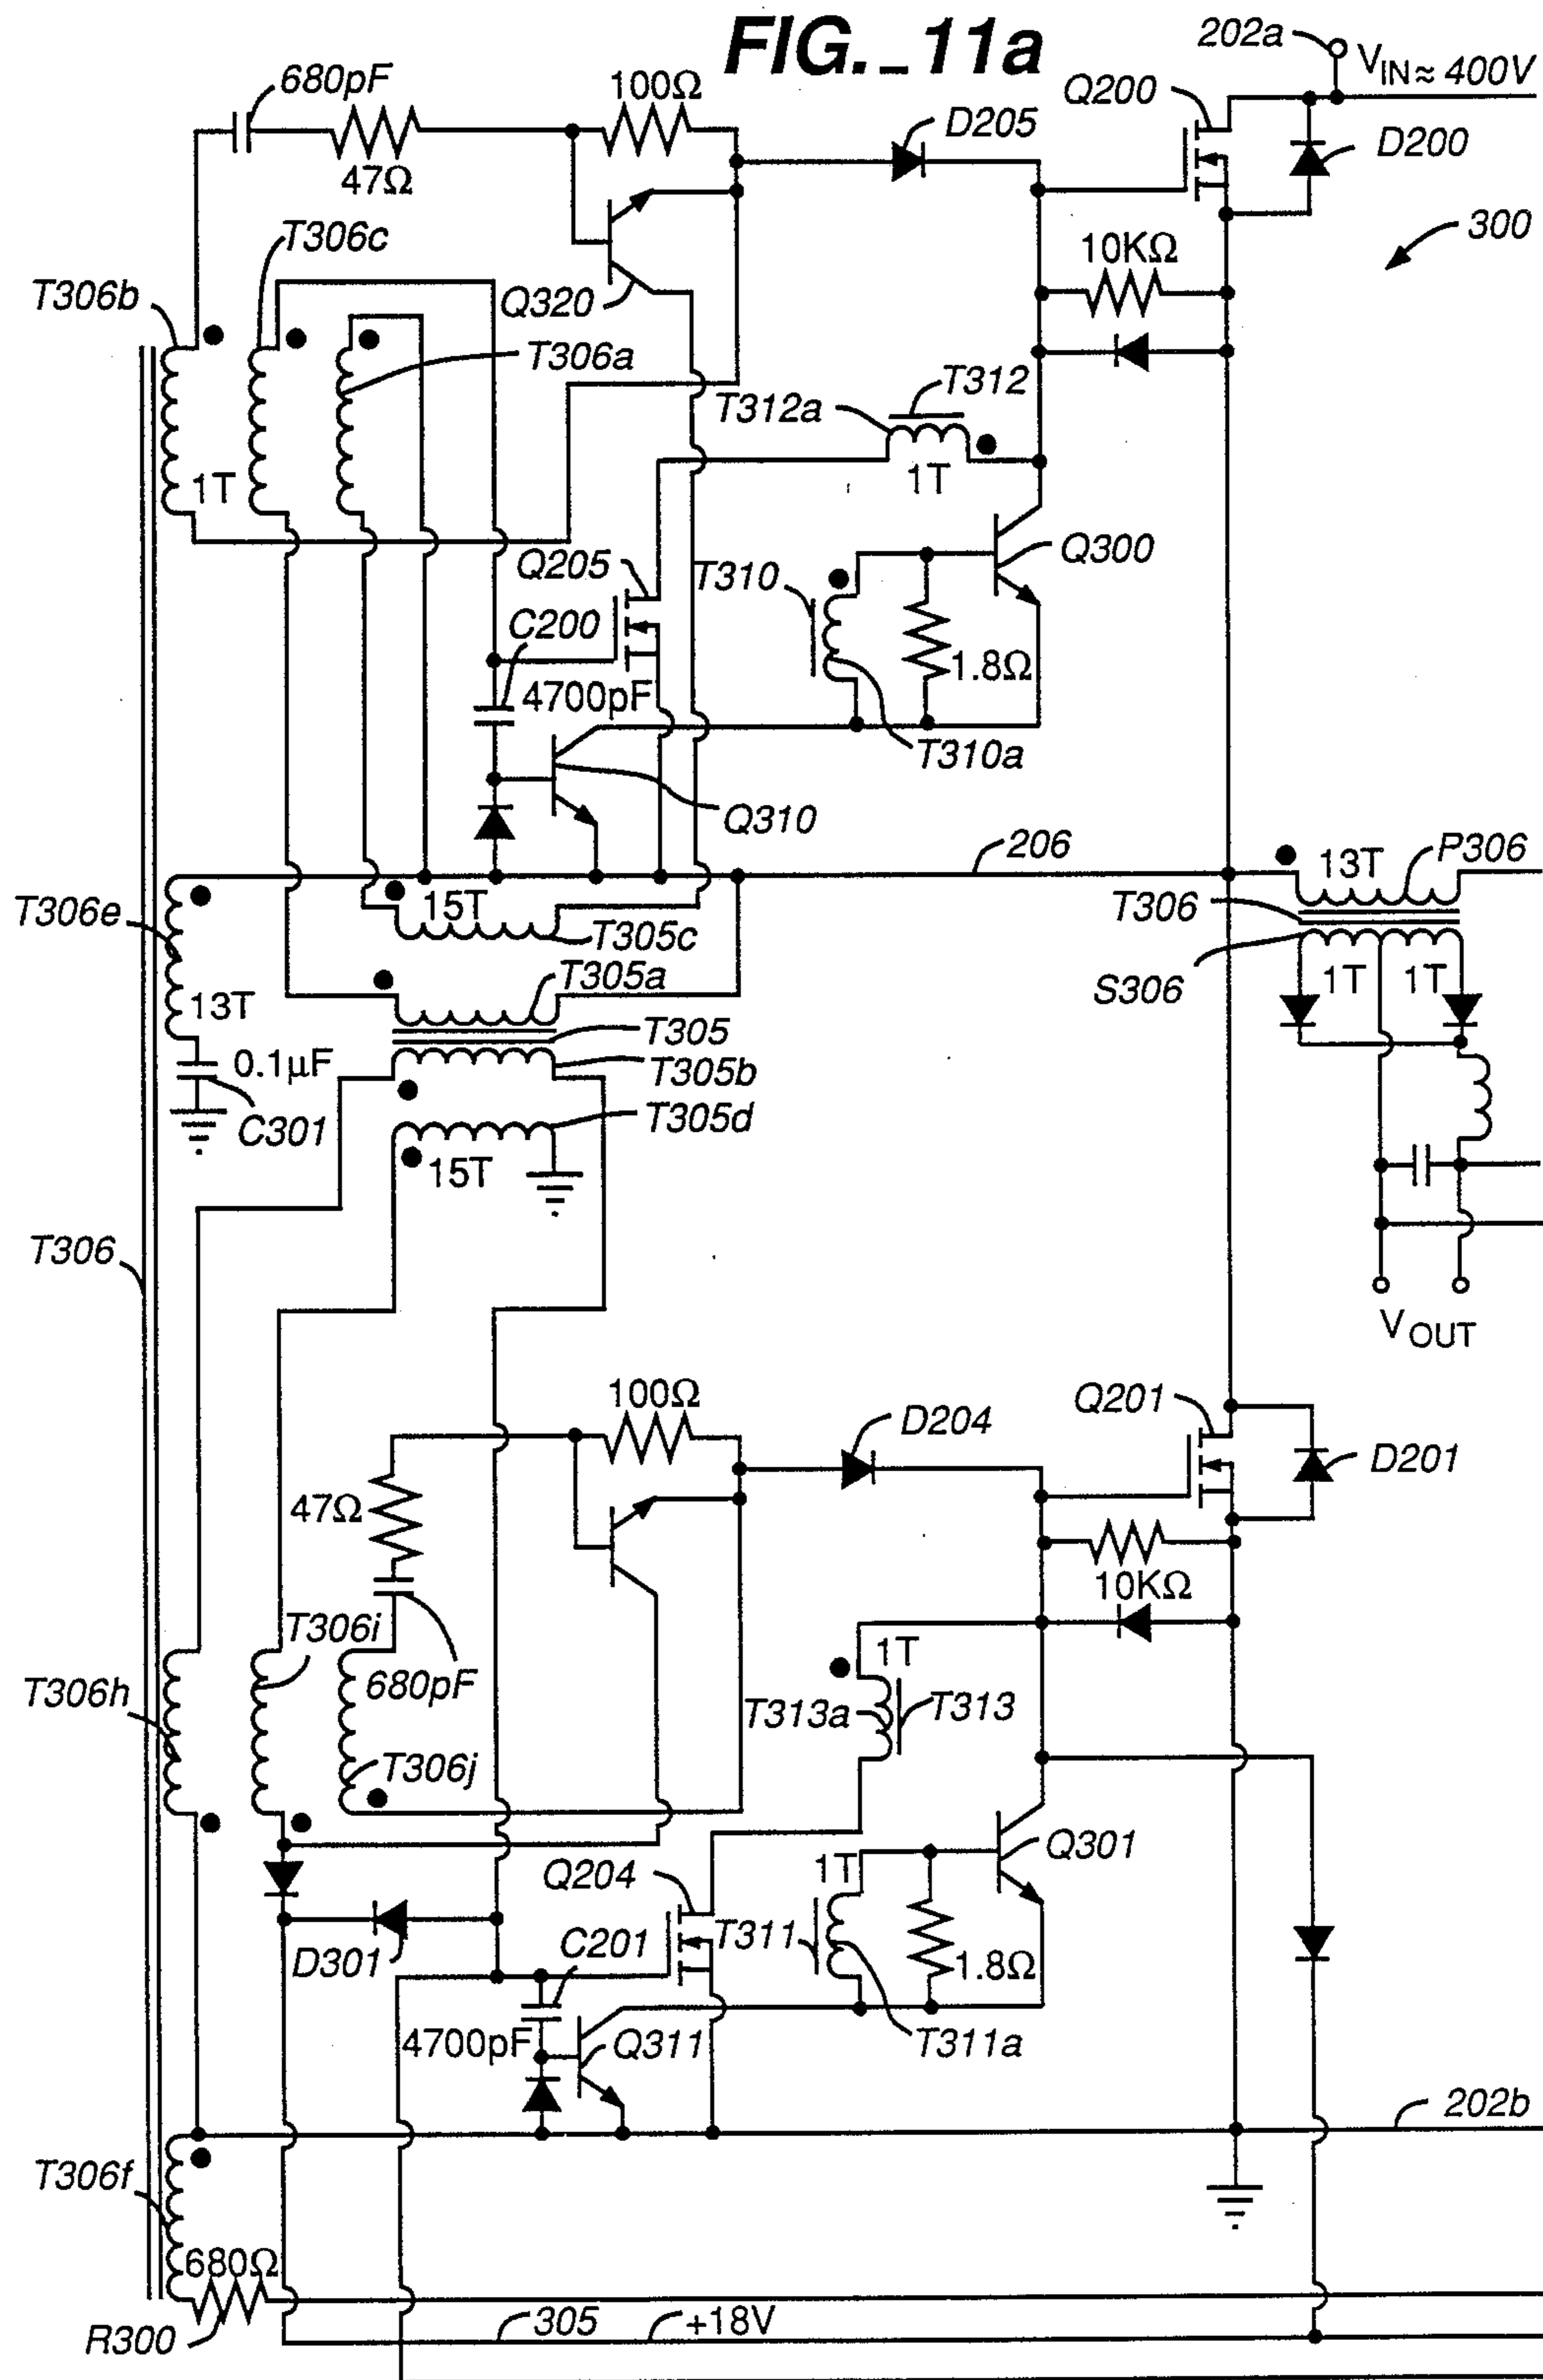 FIG._11a
202a
V_IN ≈ 400V
680pF
100Ω
Q200
D205
D200
47Ω
T306c
300
10KΩ
T306b
Q320
T306a
T312
T312a
1T
1T
Q205
T310
Q300
C200
4700pF
1.8Ω
T310a
Q310
206
13T
P306
T306e
15T
T306
T305c
T305a
S306
1T
1T
13T
T305
0.1µF
T305b
C301
T305d
15T
T306
V_OUT
100Ω
Q201
D204
D201
47Ω
10KΩ
T306i
1T
680pF
T306h
T313a
T313
T306j
1T
Q301
Q204
C201
T311
D301
1.8Ω
4700pF
Q311
T311a
202b
T306f
680Ω
305
+18V
R300